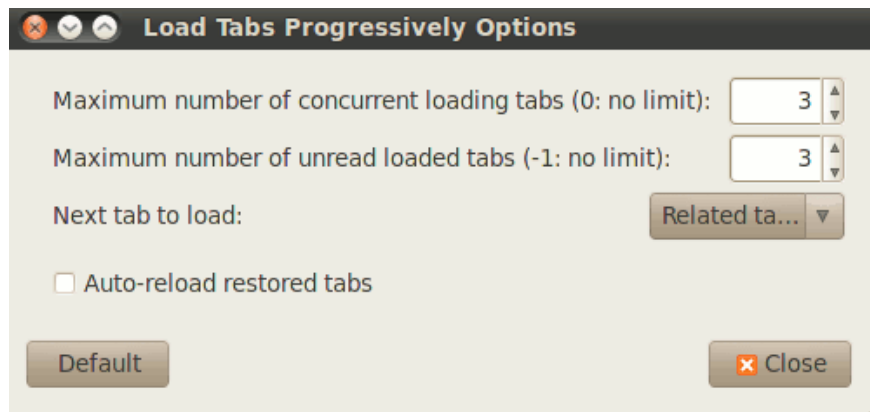 Load Tabs Progressively Options
Maximum number of concurrent loading tabs (0: no limit): 3
Maximum number of unread loaded tabs (-1: no limit): 3
Next tab to load: Related ta...
Auto-reload restored tabs
Default Close